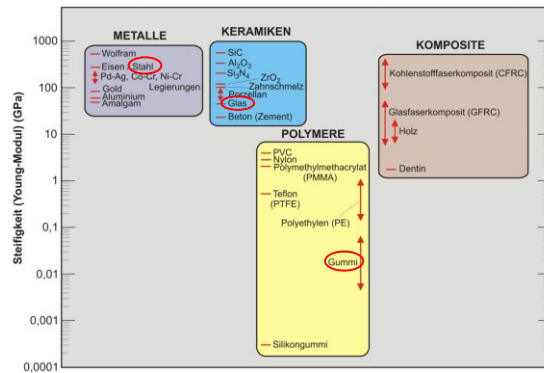 METALLE
KERAMIKEN
KOMPOSITE
POLYMERE
Steifigkeit (Young-Modul) (GPa)
1000
100
10
1
0,1
0,01
0,001
0,0001
Wolfram
Eisen Stahl
Pd-Ag, Co-Cr, Ni-Cr
Legierungen
Gold
Aluminium
Amalgam
SiC
Al₂O₃
Si₃N₄
ZrO₂
Zahnschmelz
Porzellan
Glas
Beton (Zement)
Kohlenstofffaserkomposit (CFRC)
Glasfaserkomposit (GFRC)
Holz
Dentin
PVC
Nylon
Polymethylmethacrylat
(PMMA)
Teflon
(PTFE)
Polyethylen (PE)
Gummi
Silikongummi